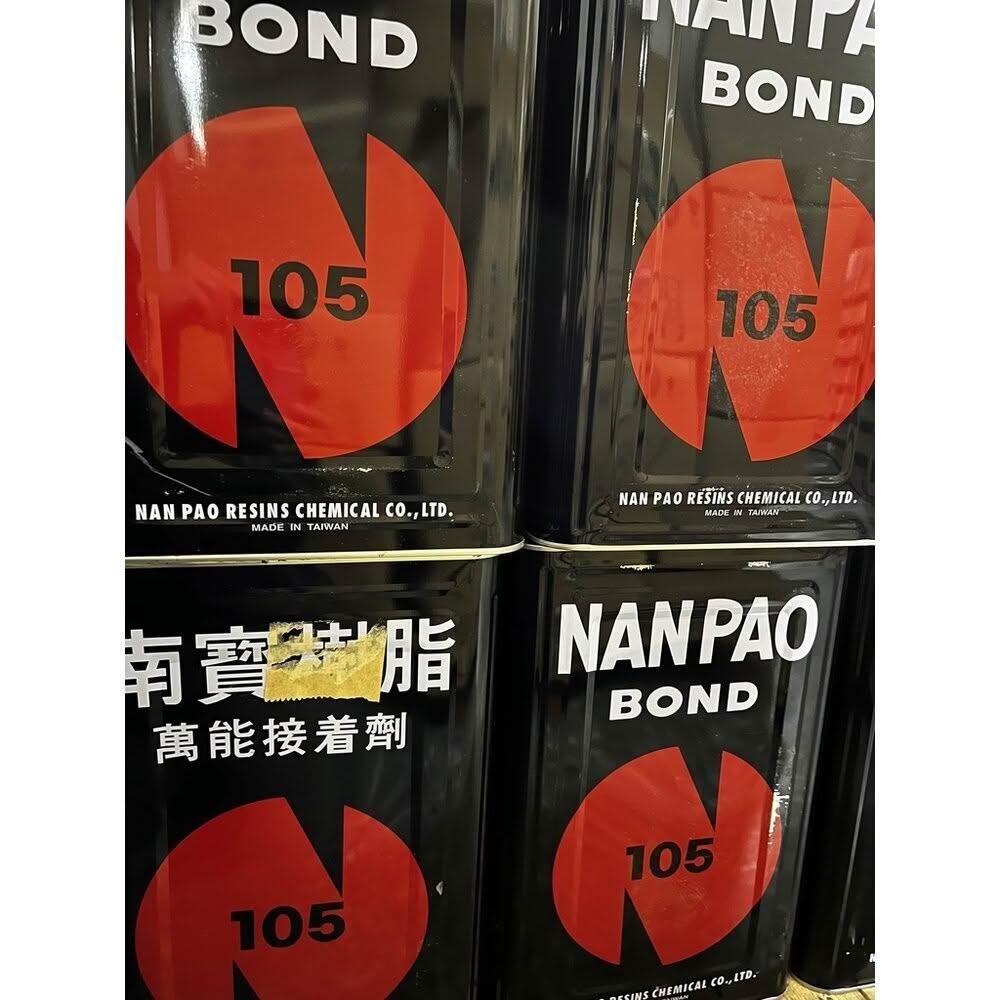 BOND
105
NAN PAO RESINS CHEMICAL CO.,LTD.
MADE IN TAIWAN
BOND
105
NAN PAO RESINS CHEMICAL CO.,LTD.
MADE IN TAIWAN
南寶樹脂
萬能接着劑
105
NAN PAO
BOND
105
RESINS CHEMICAL CO.,LTD.